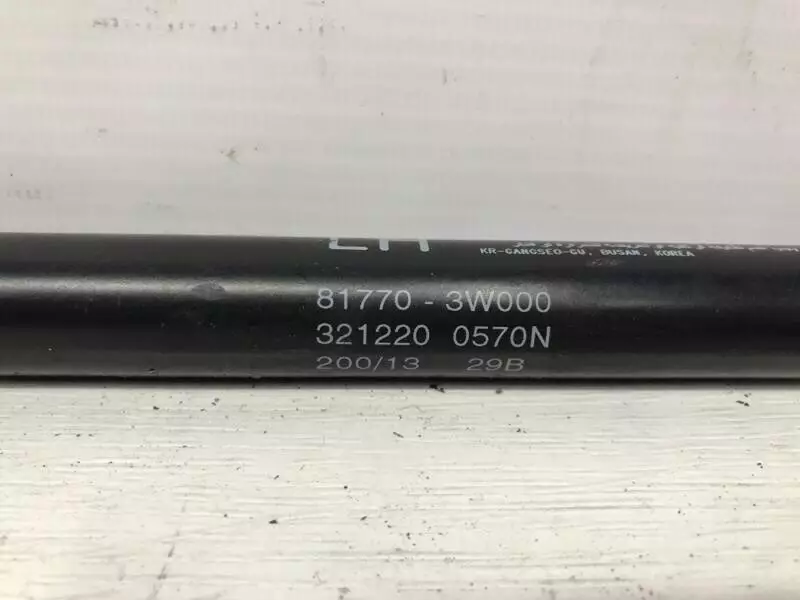 LH
KR-GANGSEO-GU, BUSAN, KOREA
81770 - 3W000
321220 0570N
200/13 29B